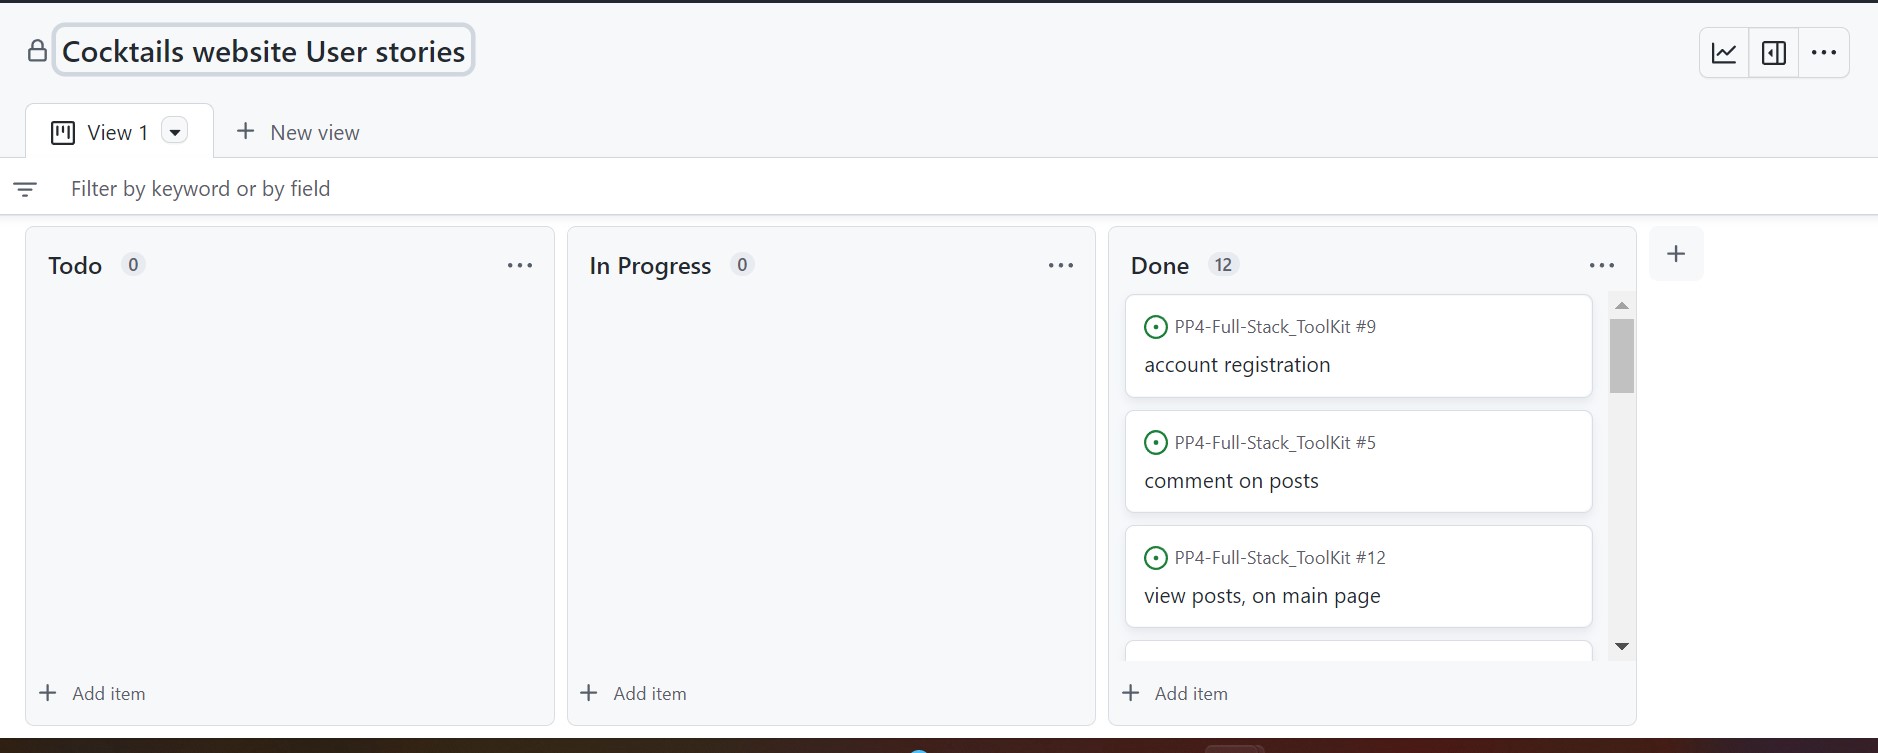 Cocktails website User stories
View 1
New view
Filter by keyword or by field
Todo 0
Add item
In Progress 0
Add item
Done 12
PP4-Full-Stack_ToolKit #9
account registration
PP4-Full-Stack_ToolKit #5
comment on posts
PP4-Full-Stack_ToolKit #12
view posts, on main page
Add item